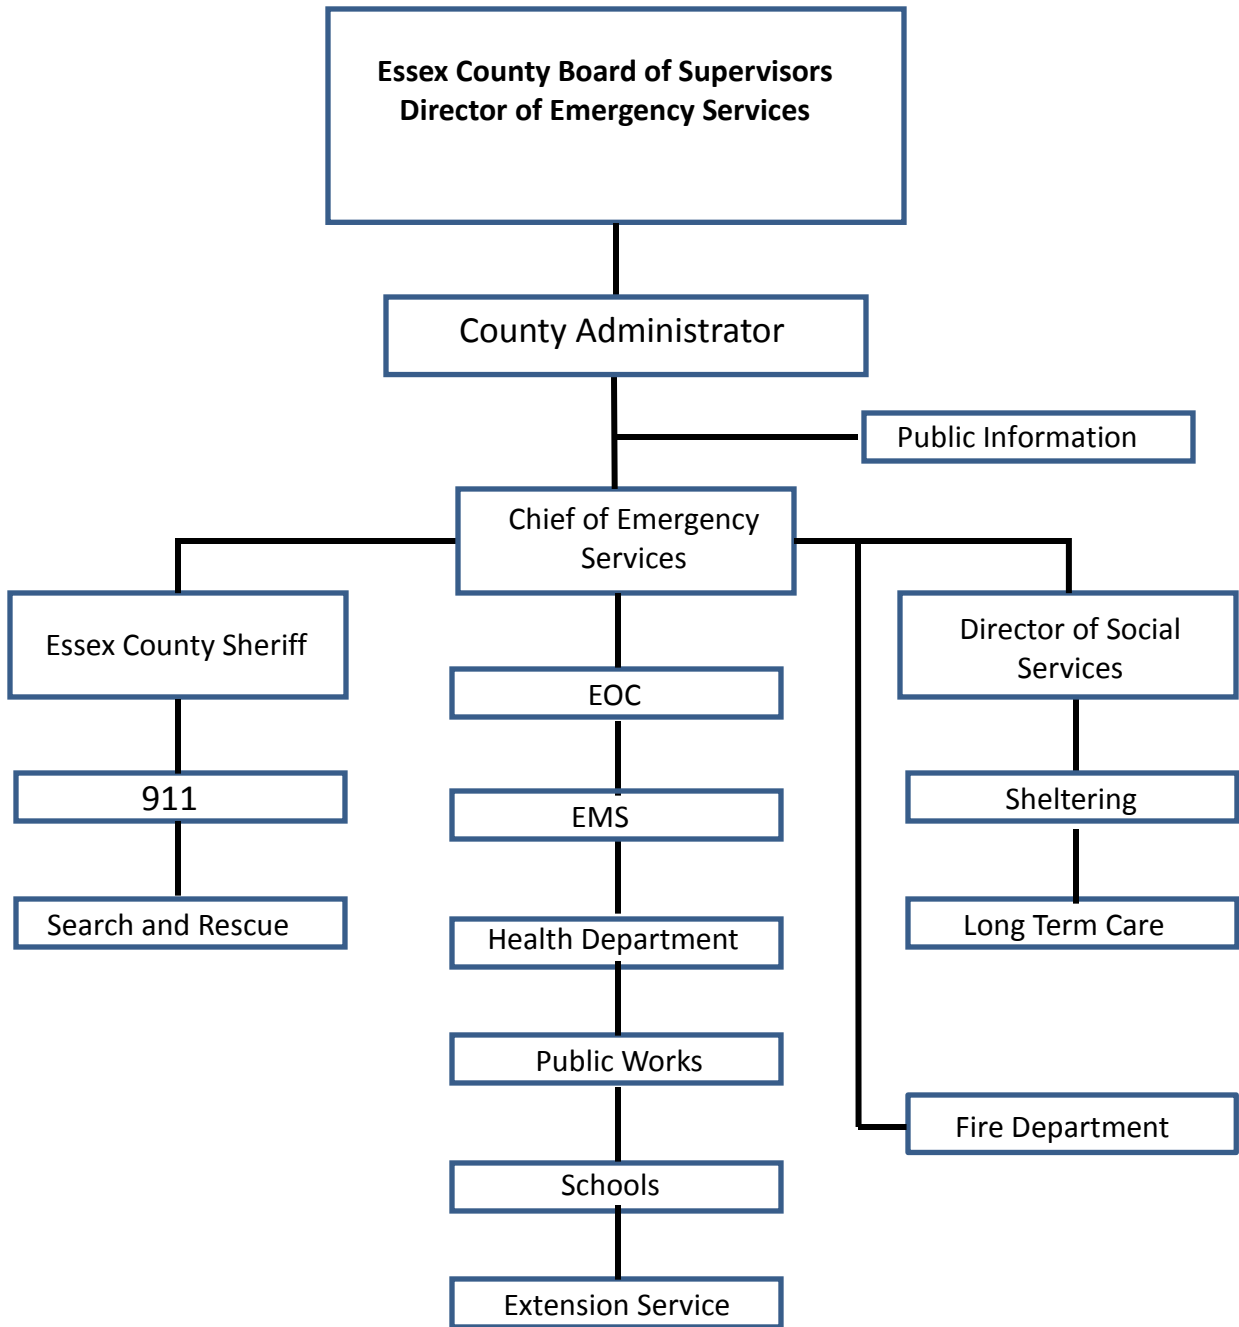 Essex County Board of Supervisors
Director of Emergency Services
County Administrator
Public Information
Chief of Emergency
Services
Essex County Sheriff
Director of Social
Services
EOC
911
Sheltering
EMS
Search and Rescue
Health Department
Long Term Care
Public Works
Fire Department
Schools
Extension Service